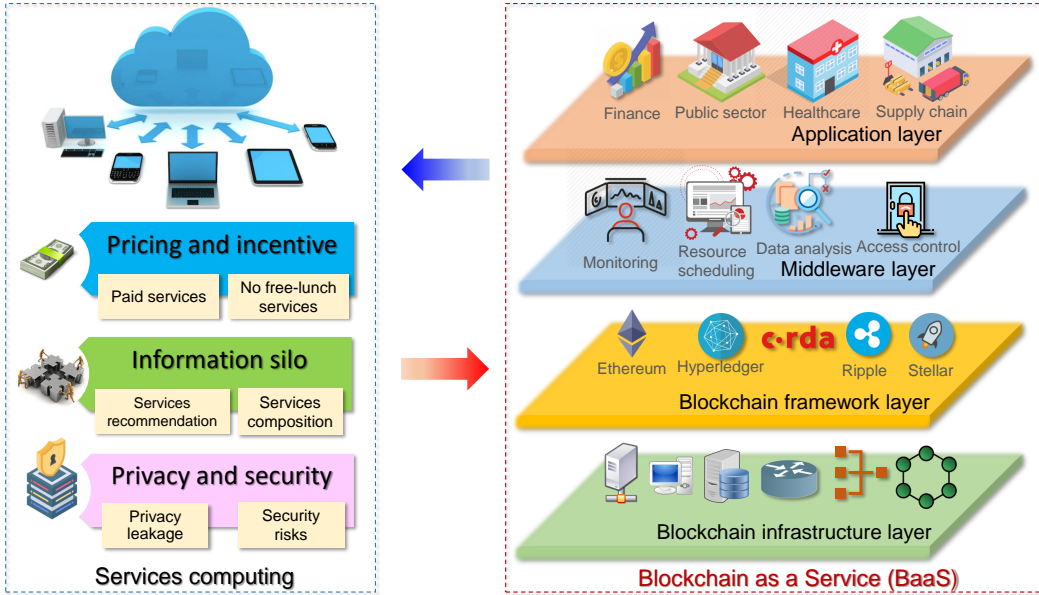 Pricing and incentive
Paid services
No free-lunch
services
Information silo
Services
recommendation
Services
composition
Privacy and security
Privacy
leakage
Security
risks
Services computing
Finance
Public sector
Healthcare
Supply chain
Application layer
Monitoring
Resource
scheduling
Data analysis
Access control
Middleware layer
Ethereum
Hyperledger
c·rda
Ripple
Stellar
Blockchain framework layer
Blockchain infrastructure layer
Blockchain as a Service (BaaS)